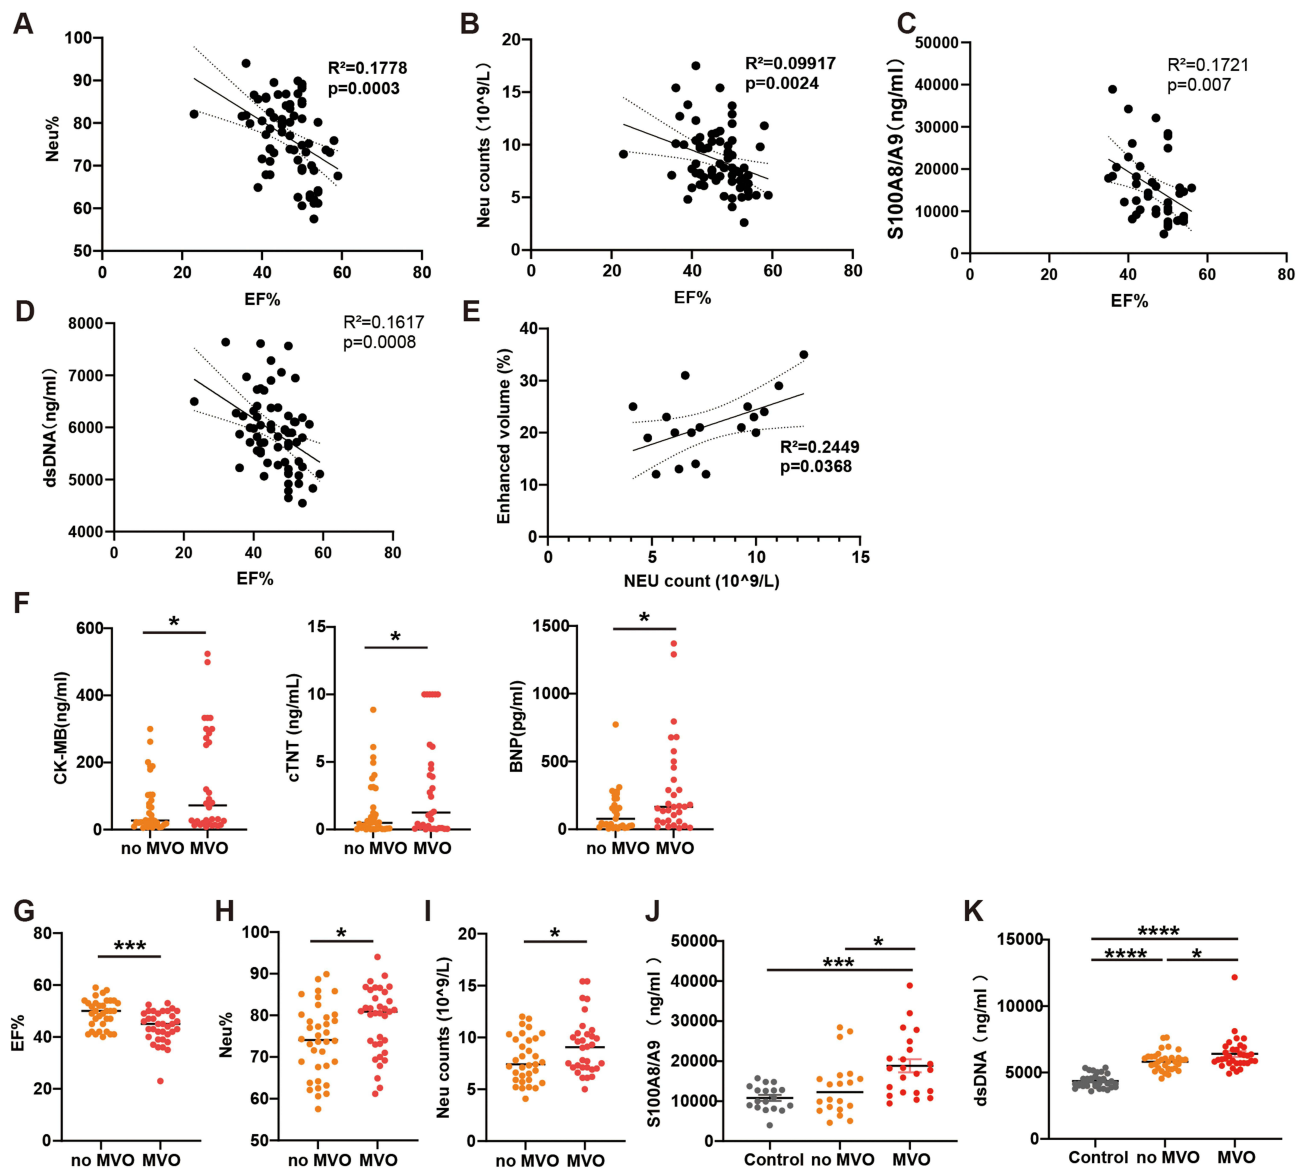 A
Neu%
100
90
80
70
60
50
0 20 40 60 80
EF%
R²=0.1778
p=0.0003
B
Neu counts (10^9/L)
20
15
10
5
0
0 20 40 60 80
EF%
R²=0.09917
p=0.0024
C
S100A8/A9 (ng/ml)
50000
40000
30000
20000
10000
0
0 20 40 60 80
EF%
R²=0.1721
p=0.007
D
dsDNA (ng/ml)
8000
7000
6000
5000
4000
0 20 40 60 80
EF%
R²=0.1617
p=0.0008
E
Enhanced volume (%)
40
30
20
10
0
0 5 10 15
NEU count (10^9/L)
R²=0.2449
p=0.0368
F
CK-MB(ng/ml)
600
400
200
0
*
no MVO MVO
cTNT (ng/mL)
15
10
5
0
*
no MVO MVO
BNP(pg/ml)
1500
1000
500
0
*
no MVO MVO
G
EF%
80
60
40
20
0
***
no MVO MVO
H
Neu%
100
90
80
70
60
50
*
no MVO MVO
I
Neu counts (10^9/L)
20
15
10
5
0
*
no MVO MVO
J
S100A8/A9 (ng/ml)
50000
40000
30000
20000
10000
0
*
***
Control no MVO MVO
K
dsDNA (ng/ml)
15000
10000
5000
0
****
**** *
Control no MVO MVO